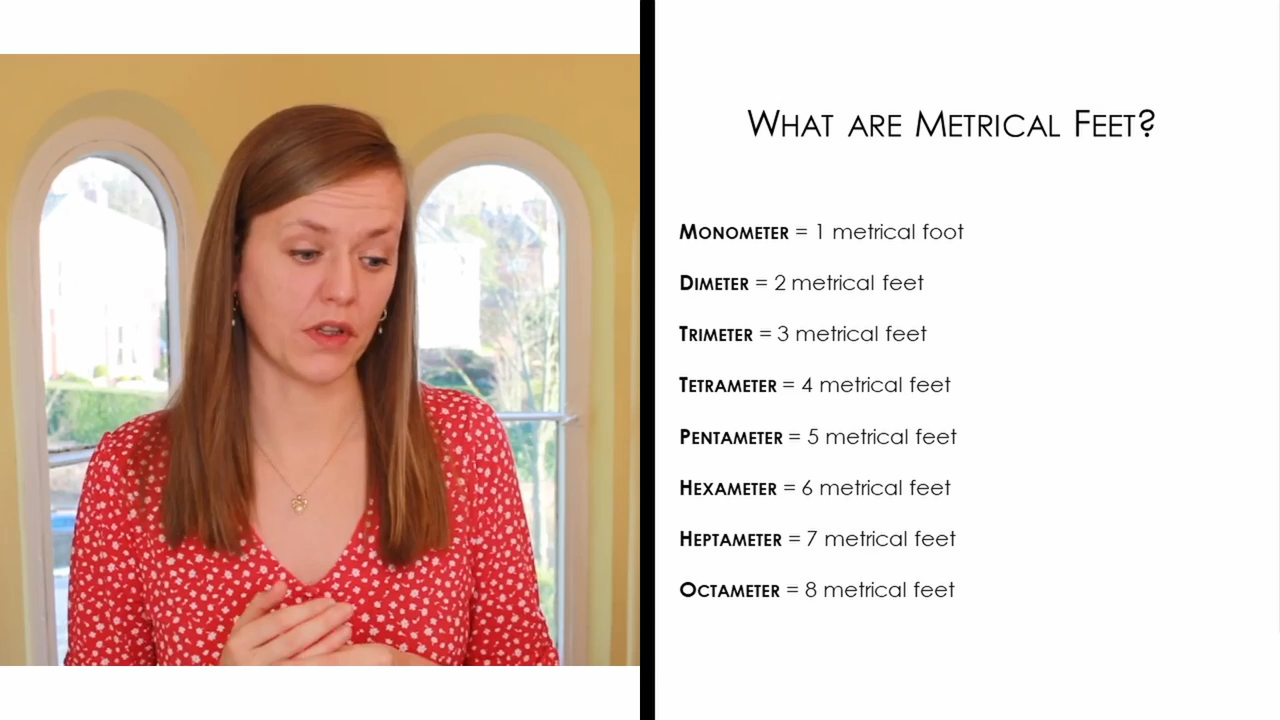 What are Metrical Feet?
Monometer = 1 metrical foot
Dimeter = 2 metrical feet
Trimeter = 3 metrical feet
Tetrameter = 4 metrical feet
Pentameter = 5 metrical feet
Hexameter = 6 metrical feet
Heptameter = 7 metrical feet
Octameter = 8 metrical feet